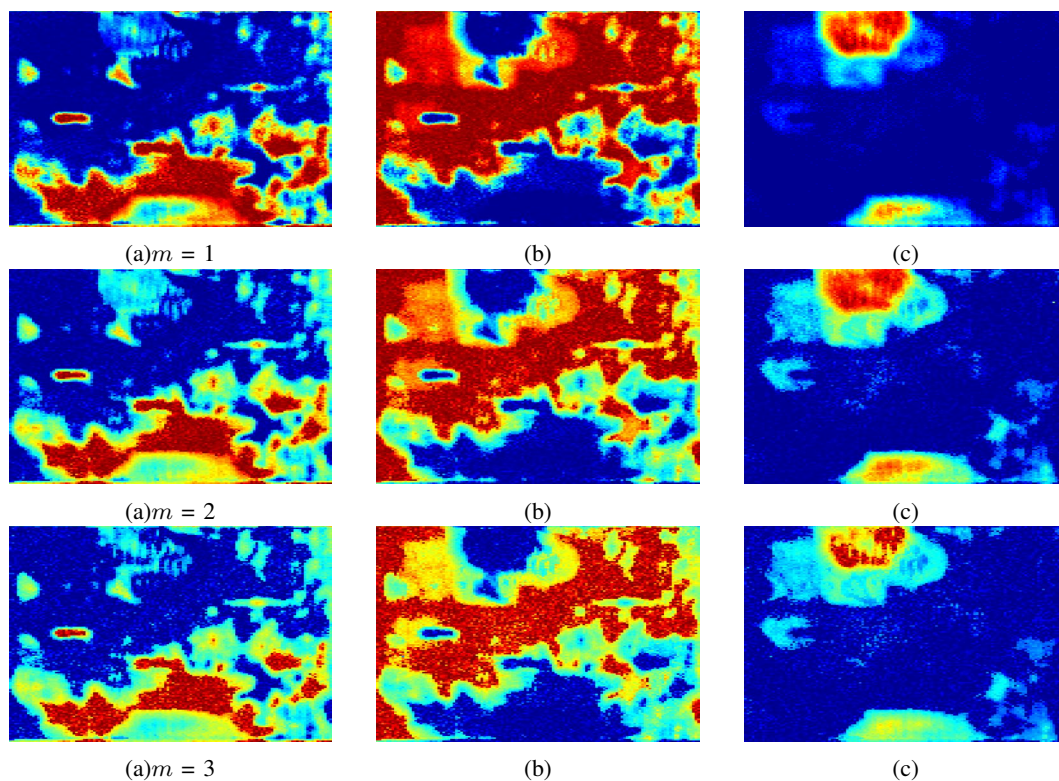 (a)m = 1 (b) (c)
(a)m = 2 (b) (c)
(a)m = 3 (b) (c)